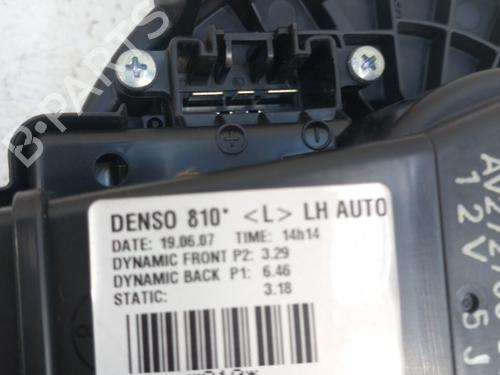 B-PARTS
DENSO 810* <L> LH AUTO
DATE: 19.06.07 TIME: 14h14
DYNAMIC FRONT P2: 3.29
DYNAMIC BACK P1: 6.46
STATIC: 3.18
12V